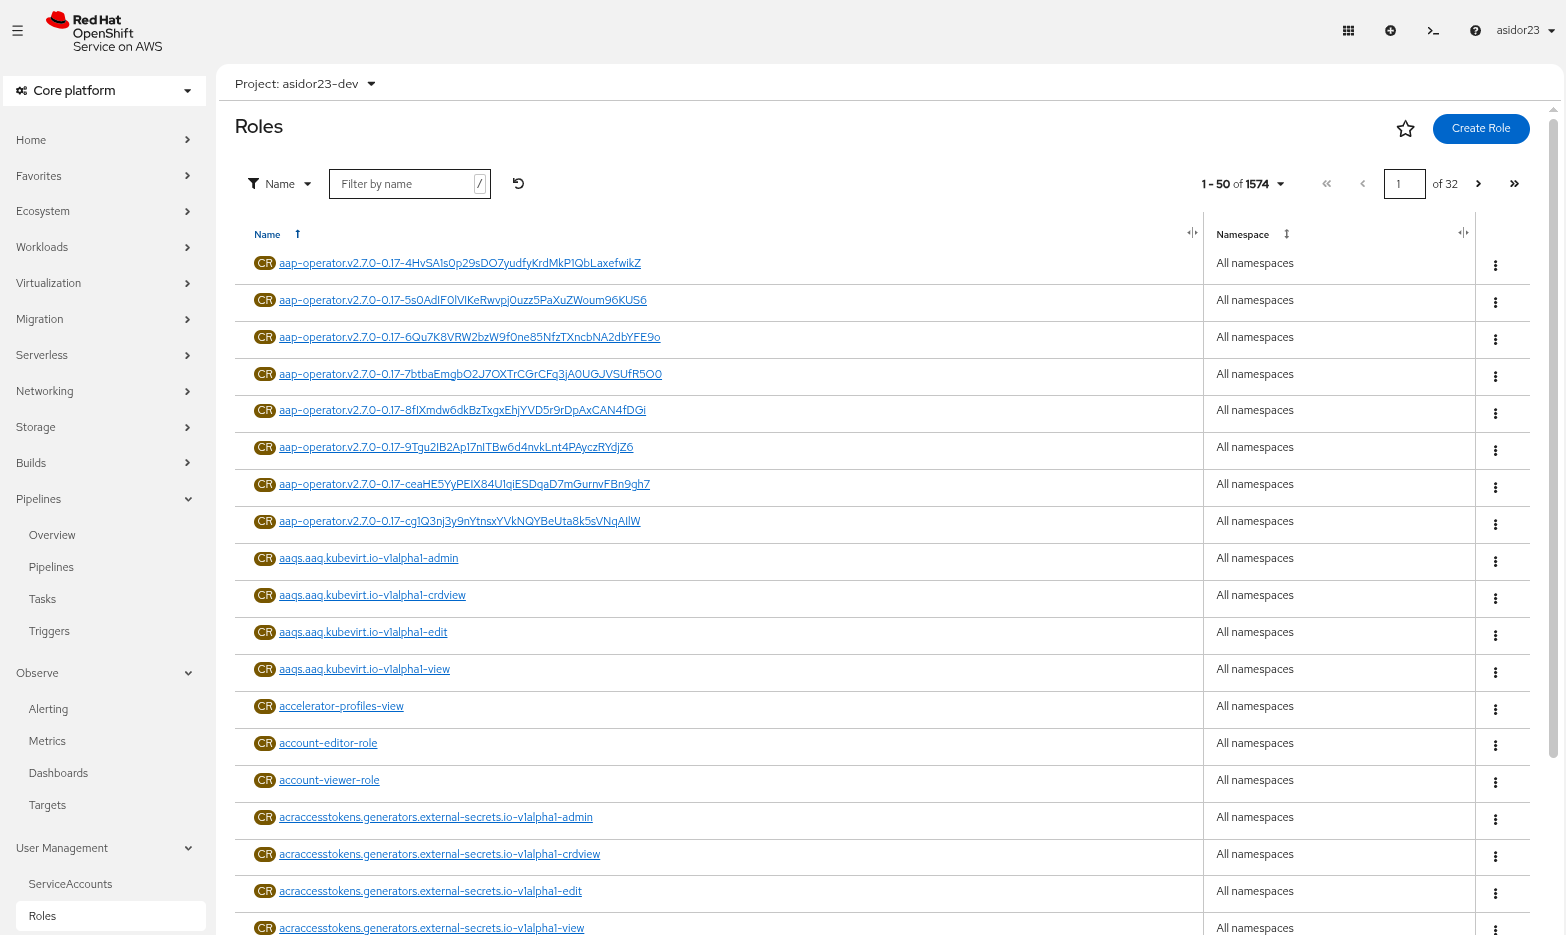 Red Hat
OpenShift
Service on AWS
asidor23
Core platform
Home
Favorites
Ecosystem
Workloads
Virtualization
Migration
Serverless
Networking
Storage
Builds
Pipelines
Overview
Pipelines
Tasks
Triggers
Observe
Alerting
Metrics
Dashboards
Targets
User Management
ServiceAccounts
Roles
Project: asidor23-dev
Roles
Create Role
Name
Filter by name /
1 - 50 of 1574
1 of 32
Name Namespace
CR aap-operator.v2.7.0-0.17-4HvSA1s0p29sDO7yudfyKrdMkP1QbLaxefwikZ All namespaces
CR aap-operator.v2.7.0-0.17-5s0AdIF0lVIKeRwvpj0uzz5PaXuZWoum96KUS6 All namespaces
CR aap-operator.v2.7.0-0.17-6Qu7K8VRW2bzW9f0ne85NfzTXncbNA2dbYFE9o All namespaces
CR aap-operator.v2.7.0-0.17-7btbaEmgbO2J7OXTrCGrCFq3jA0UGJVSUfR5O0 All namespaces
CR aap-operator.v2.7.0-0.17-8fIXmdw6dkBzTxgxEhjYVD5r9rDpAxCAN4fDGi All namespaces
CR aap-operator.v2.7.0-0.17-9Tgu2IB2Ap17nITBw6d4nvkLnt4PAyczRYdjZ6 All namespaces
CR aap-operator.v2.7.0-0.17-ceaHE5YyPEIX84U1qiESDqaD7mGurnvFBn9gh7 All namespaces
CR aap-operator.v2.7.0-0.17-cg1Q3nj3y9nYtnsxYVkNQYBeUta8k5sVNqAIlW All namespaces
CR aaqs.aaq.kubevirt.io-v1alpha1-admin All namespaces
CR aaqs.aaq.kubevirt.io-v1alpha1-crdview All namespaces
CR aaqs.aaq.kubevirt.io-v1alpha1-edit All namespaces
CR aaqs.aaq.kubevirt.io-v1alpha1-view All namespaces
CR accelerator-profiles-view All namespaces
CR account-editor-role All namespaces
CR account-viewer-role All namespaces
CR acraccesstokens.generators.external-secrets.io-v1alpha1-admin All namespaces
CR acraccesstokens.generators.external-secrets.io-v1alpha1-crdview All namespaces
CR acraccesstokens.generators.external-secrets.io-v1alpha1-edit All namespaces
CR acraccesstokens.generators.external-secrets.io-v1alpha1-view All namespaces